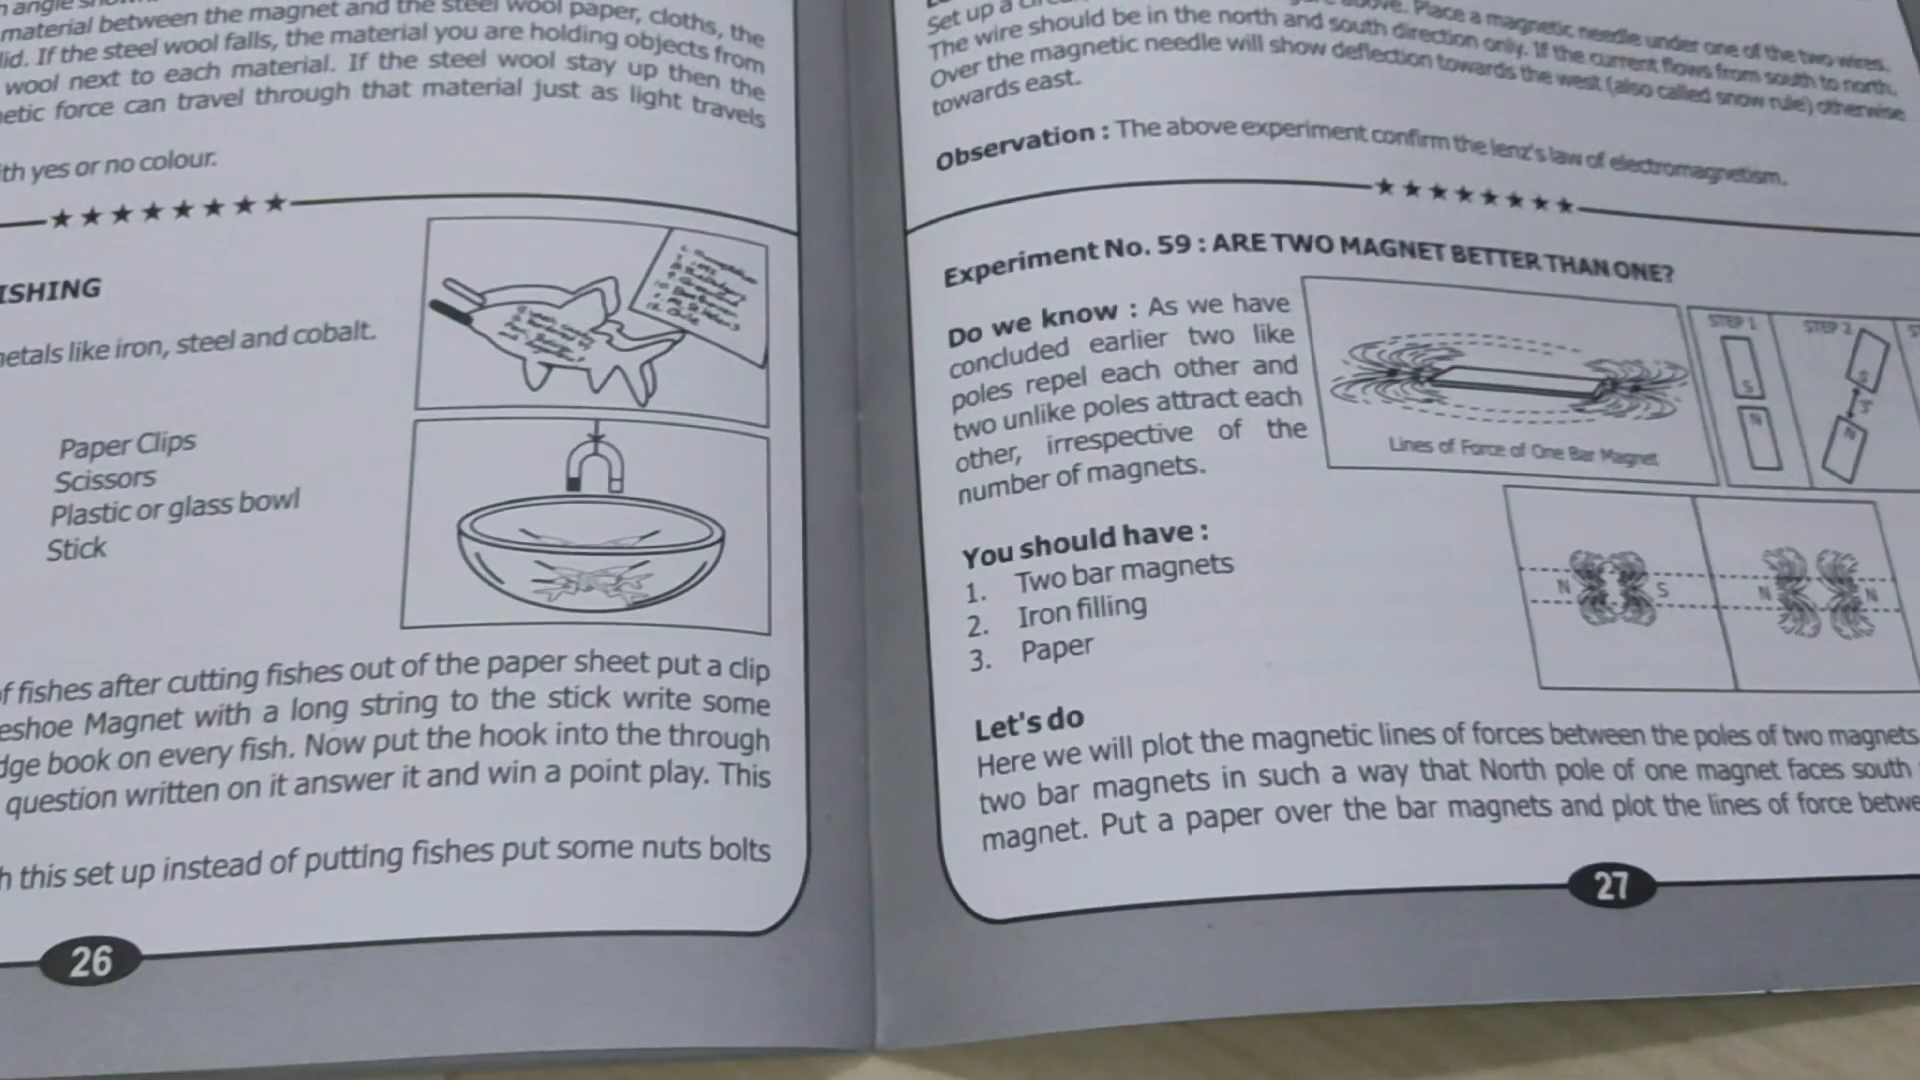 material between the magnet and the steel wool paper, cloths, the
lid. If the steel wool falls, the material you are holding objects from
wool next to each material. If the steel wool stay up then the
etic force can travel through that material just as light travels
ith yes or no colour.
ISHING
etals like iron, steel and cobalt.
Paper Clips
Scissors
Plastic or glass bowl
Stick
f fishes after cutting fishes out of the paper sheet put a clip
eshoe Magnet with a long string to the stick write some
dge book on every fish. Now put the hook into the through
question written on it answer it and win a point play. This
h this set up instead of putting fishes put some nuts bolts
26
Set up a above. Place a magnetic needle under one of the two wires.
The wire should be in the north and south direction only. If the current flows from south to north.
Over the magnetic needle will show deflection towards the west (also called snow rule) otherwise
towards east.
Observation : The above experiment confirm the lenz's law of electromagnetism.
Experiment No. 59 : ARE TWO MAGNET BETTER THAN ONE?
Do we know : As we have
concluded earlier two like
poles repel each other and
two unlike poles attract each
other, irrespective of the
number of magnets.
Lines of Force of One Bar Magnet
STEP 1
S
N
STEP 2
S
N
You should have :
1. Two bar magnets
2. Iron filling
3. Paper
N S N N
Let's do
Here we will plot the magnetic lines of forces between the poles of two magnets
two bar magnets in such a way that North pole of one magnet faces south
magnet. Put a paper over the bar magnets and plot the lines of force betwe
27